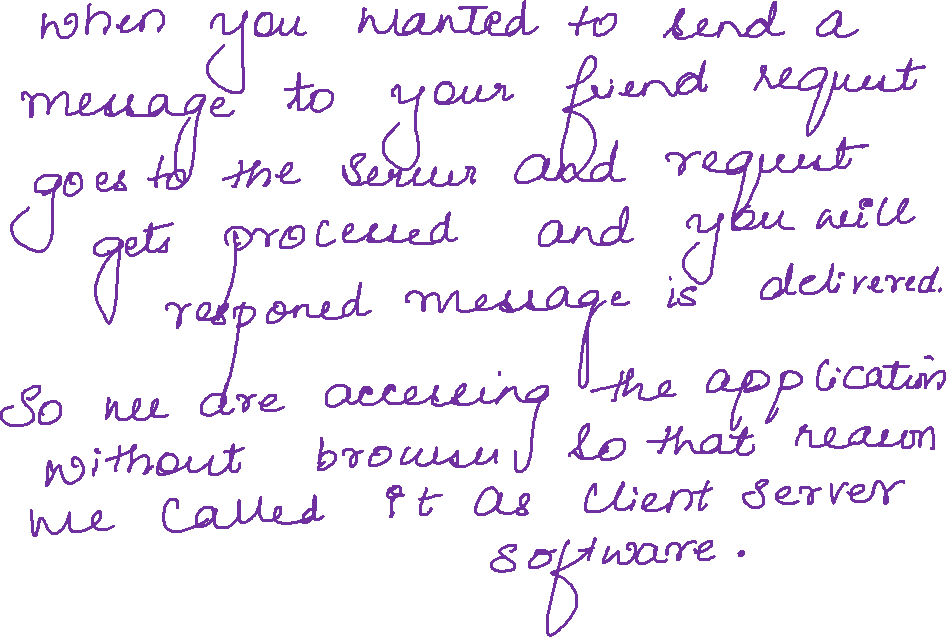 when you wanted to send a
message to your friend request
goes to the server and request
gets processed and you will
responed message is delivered.
So we are accessing the application
without browser, so that reason
we called it as client server
software.